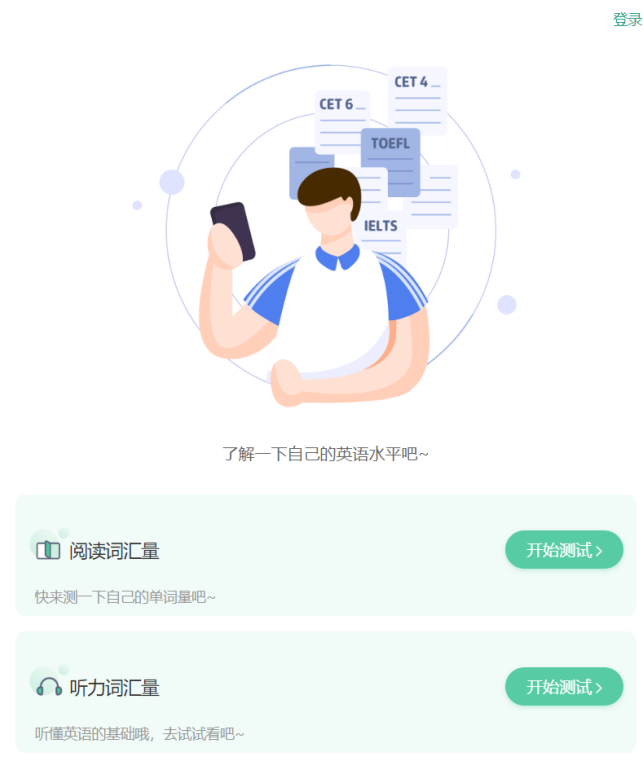 登录
CET 4
CET 6
TOEFL
IELTS
了解一下自己的英语水平吧~
阅读词汇量
开始测试 >
快来测一下自己的单词量吧~
听力词汇量
开始测试 >
听懂英语的基础哦，去试试看吧~